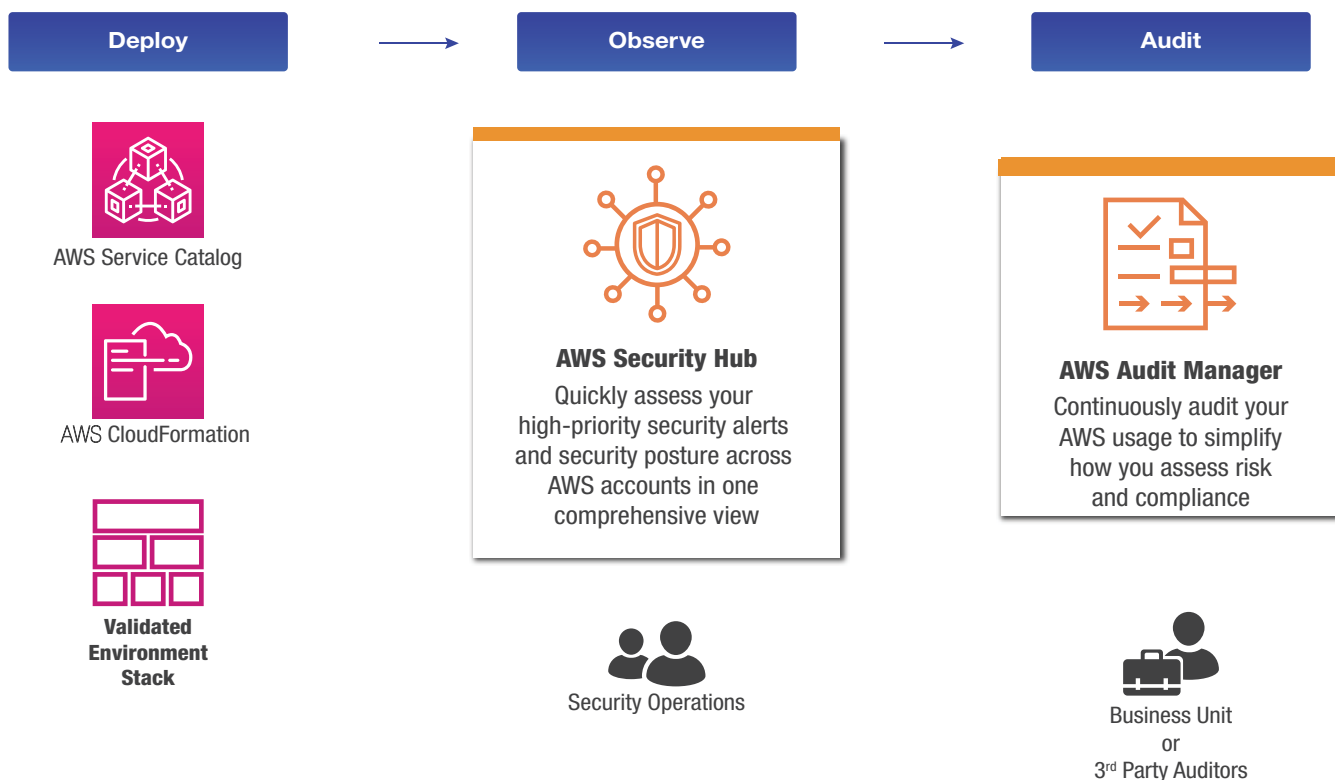 Deploy
Observe
Audit
AWS Service Catalog
AWS CloudFormation
Validated
Environment
Stack
AWS Security Hub
Quickly assess your
high-priority security alerts
and security posture across
AWS accounts in one
comprehensive view
Security Operations
AWS Audit Manager
Continuously audit your
AWS usage to simplify
how you assess risk
and compliance
Business Unit
or
3rd Party Auditors